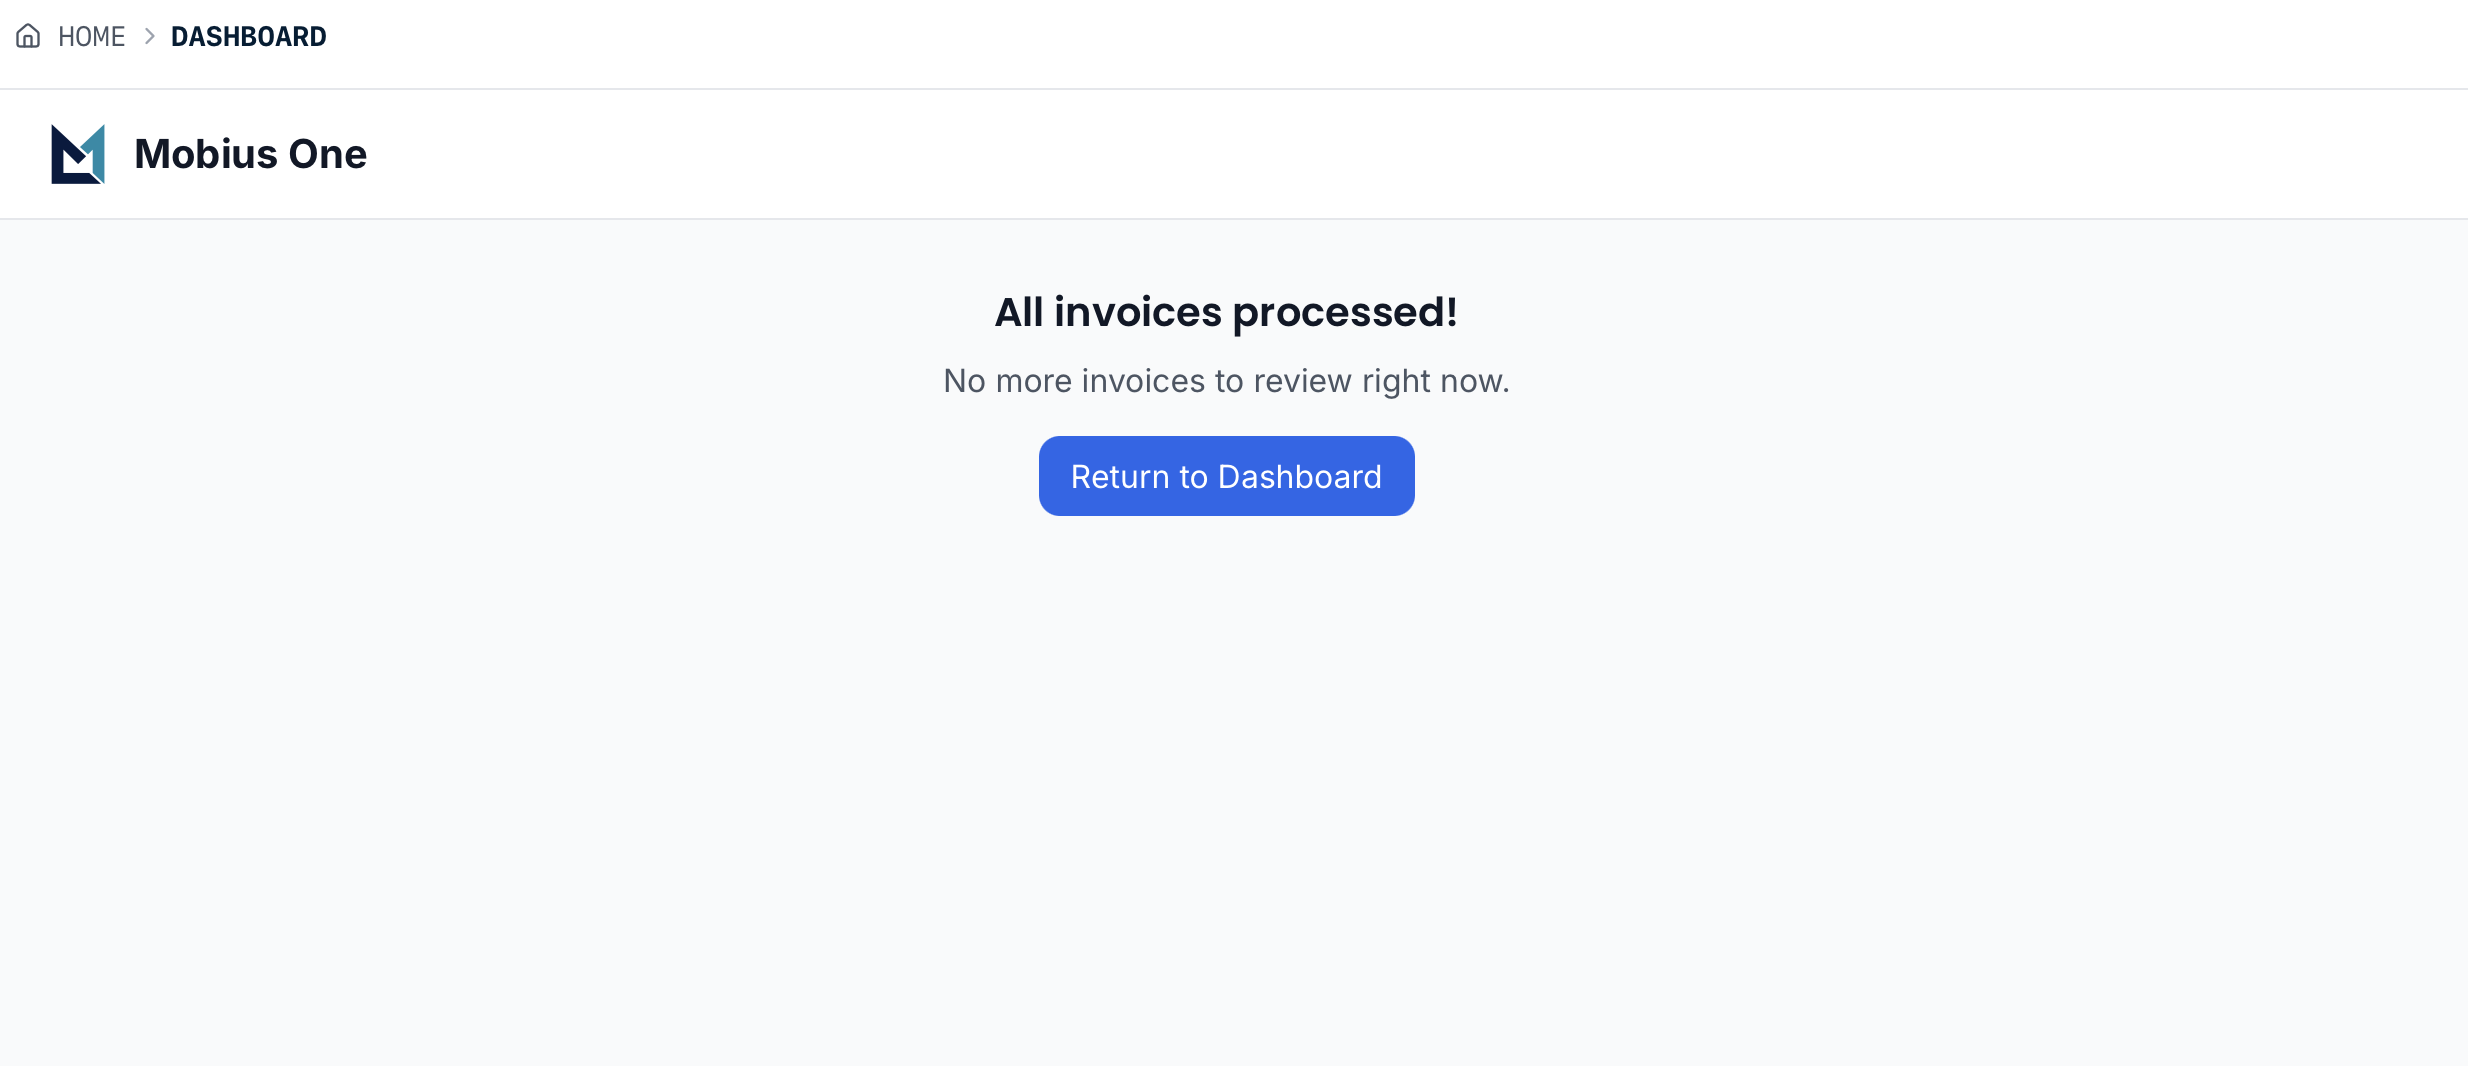 HOME > DASHBOARD
Mobius One
All invoices processed!
No more invoices to review right now.
Return to Dashboard